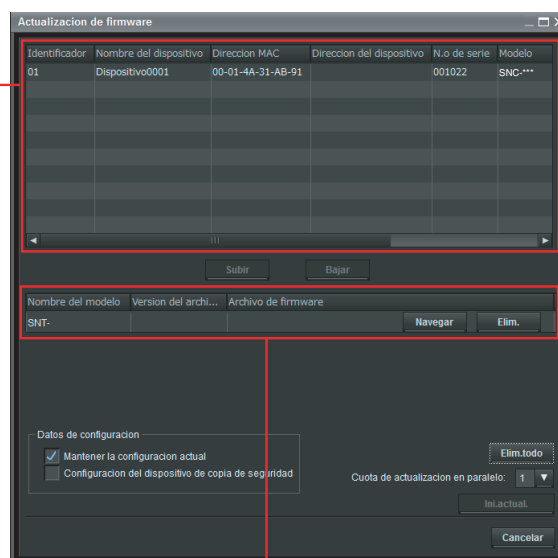 Actualizacion de firmware
Identificador Nombre del dispositivo Direccion MAC Direccion del dispositivo N.o de serie Modelo
01 Dispositivo0001 00-01-4A-31-AB-91 001022 SNC-***
Subir Bajar
Nombre del modelo Version del archi... Archivo de firmware
SNT- Navegar Elim.
Datos de configuracion
Mantener la configuracion actual
Elim.todo
Configuracion del dispositivo de copia de seguridad
Cuota de actualizacion en paralelo: 1
Ini.actual.
Cancelar